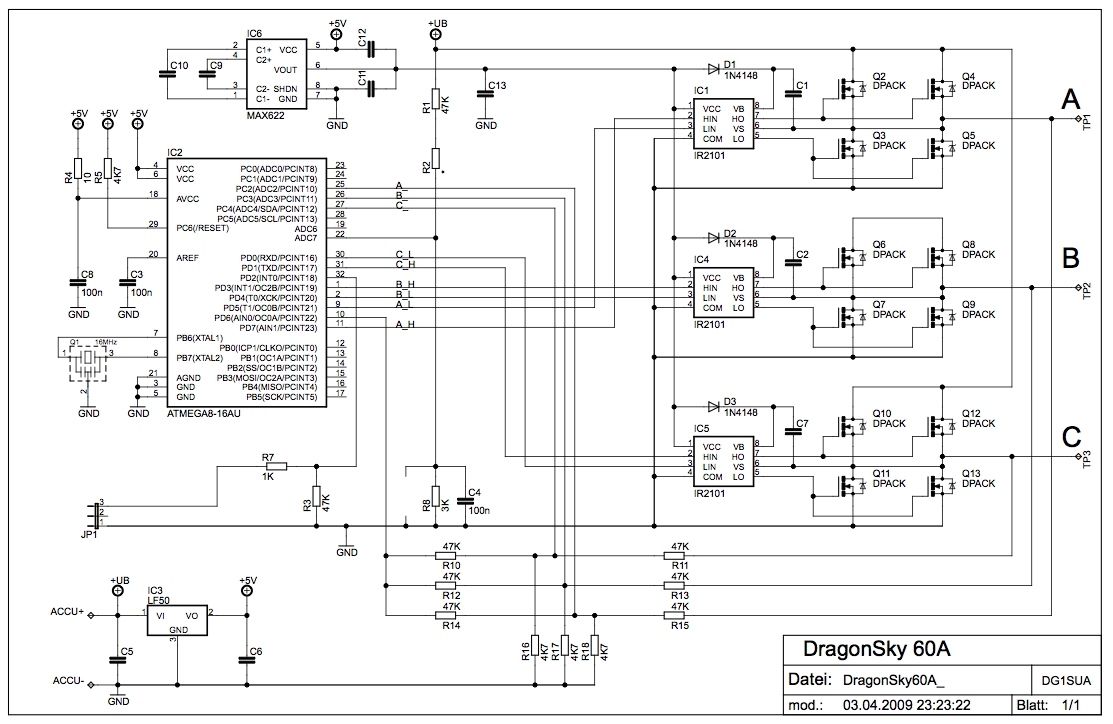 +5V
+UB
IC6
C1+ VCC
C2+
VOUT
C2- SHDN
C1- GND
MAX622
2
4
3
1
5
6
8
7
C10
C9
C12
C11
GND
C13
GND
R1
47K
R2
D1
1N4148
C1
IC1
VCC VB
HIN HO
LIN VS
COM LO
IR2101
1
2
3
4
8
7
6
5
Q2
DPACK
Q4
DPACK
Q3
DPACK
Q5
DPACK
A
TP1
+5V
+5V
+5V
R4
10
R5
4K7
IC2
4
6
18
29
20
7
8
21
3
5
VCC
VCC
AVCC
PC6(/RESET)
AREF
PB6(XTAL1)
PB7(XTAL2)
AGND
GND
GND
PC0(ADC0/PCINT8)
PC1(ADC1/PCINT9)
PC2(ADC2/PCINT10)
PC3(ADC3/PCINT11)
PC4(ADC4/SDA/PCINT12)
PC5(ADC5/SCL/PCINT13)
ADC6
ADC7
PD0(RXD/PCINT16)
PD1(TXD/PCINT17)
PD2(INT0/PCINT18)
PD3(INT1/OC2B/PCINT19)
PD4(T0/XCK/PCINT20)
PD5(T1/OC0B/PCINT21)
PD6(AIN0/OC0A/PCINT22)
PD7(AIN1/PCINT23)
PB0(ICP1/CLKO/PCINT0)
PB1(OC1A/PCINT1)
PB2(SS/OC1B/PCINT2)
PB3(MOSI/OC2A/PCINT3)
PB4(MISO/PCINT4)
PB5(SCK/PCINT5)
23
24
25
26
27
28
19
22
30
31
32
1
2
9
10
11
12
13
14
15
16
17
ATMEGA8-16AU
A_
B_
C_
C_L
C_H
B_H
B_L
A_L
A_H
C8
100n
GND
C3
100n
GND
Q1
16MHz
1
3
2
GND
GND
D2
1N4148
C2
IC4
VCC VB
HIN HO
LIN VS
COM LO
IR2101
1
2
3
4
8
7
6
5
Q6
DPACK
Q8
DPACK
Q7
DPACK
Q9
DPACK
B
TP2
D3
1N4148
C7
IC5
VCC VB
HIN HO
LIN VS
COM LO
IR2101
1
2
3
4
8
7
6
5
Q10
DPACK
Q12
DPACK
Q11
DPACK
Q13
DPACK
C
TP3
R7
1K
R3
47K
R8
3K
C4
100n
3
2
1
JP1
GND
47K
R10
47K
R11
47K
R12
47K
R13
47K
R14
47K
R15
R16
4K7
R17
4K7
R18
4K7
+UB
+5V
IC3
LF50
ACCU+
1
VI VO
GND
2
3
C5
C6
ACCU-
GND
DragonSky 60A
Datei: DragonSky60A_
DG1SUA
mod.: 03.04.2009 23:23:22
Blatt: 1/1